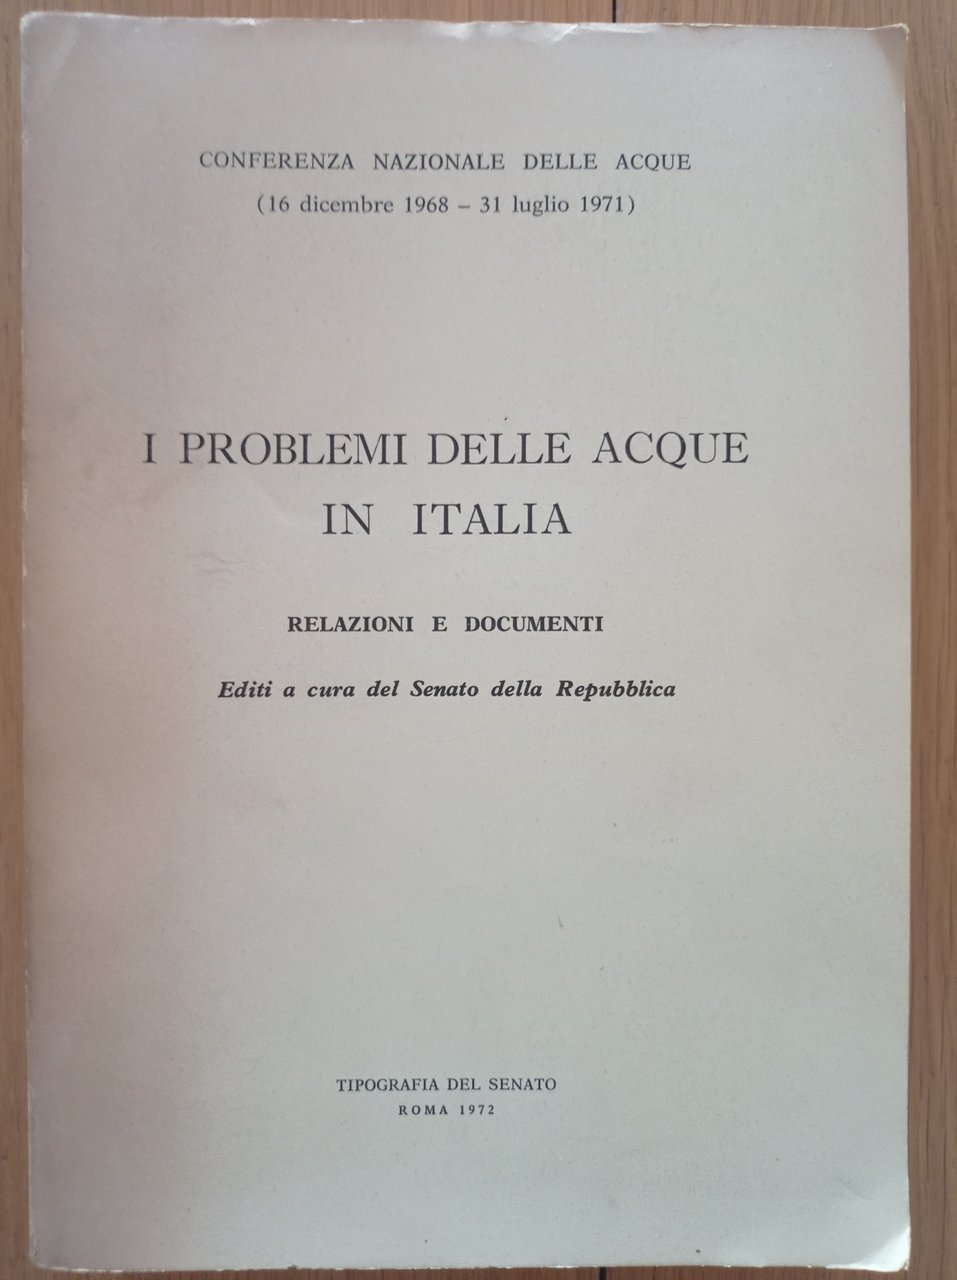 CONFERENZA NAZIONALE DELLE ACQUE
(16 dicembre 1968 – 31 luglio 1971)
I PROBLEMI DELLE ACQUE
IN ITALIA
RELAZIONI E DOCUMENTI
Editi a cura del Senato della Repubblica
TIPOGRAFIA DEL SENATO
ROMA 1972